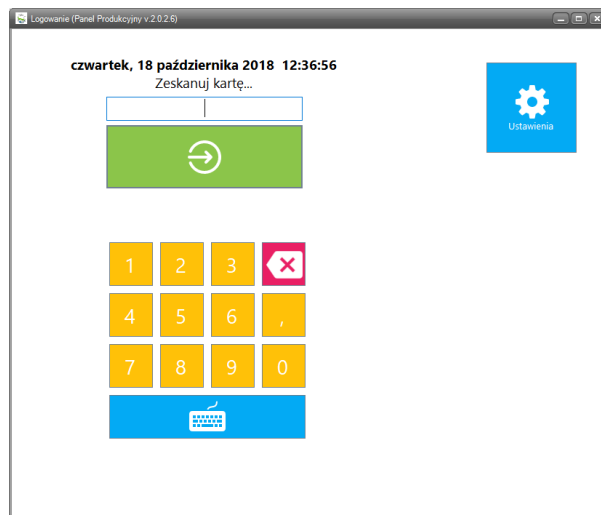 Logowanie (Panel Produkcyjny v.2.0.2.6)
czwartek, 18 października 2018  12:36:56
Zeskanuj kartę...
Ustawienia
1 2 3
4 5 6 ,
7 8 9 0